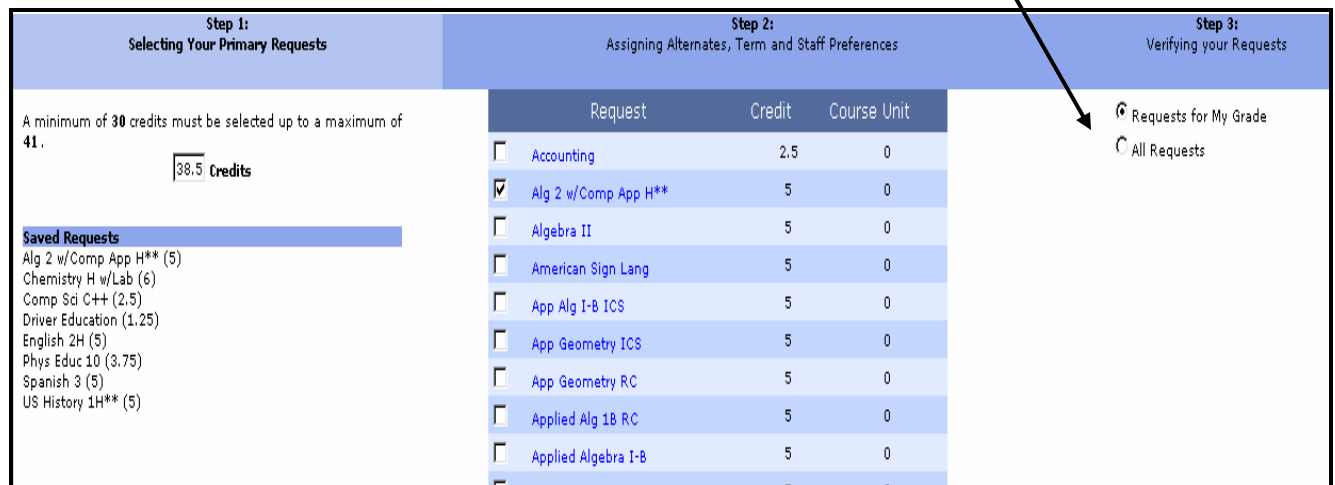 Step 1:
Selecting Your Primary Requests
Step 2:
Assigning Alternates, Term and Staff Preferences
Step 3:
Verifying your Requests
A minimum of 30 credits must be selected up to a maximum of
41 .
38.5 Credits
Saved Requests
Alg 2 w/Comp App H** (5)
Chemistry H w/Lab (6)
Comp Sci C++ (2.5)
Driver Education (1.25)
English 2H (5)
Phys Educ 10 (3.75)
Spanish 3 (5)
US History 1H** (5)
Request Credit Course Unit
Accounting 2.5 0
Alg 2 w/Comp App H** 5 0
Algebra II 5 0
American Sign Lang 5 0
App Alg I-B ICS 5 0
App Geometry ICS 5 0
App Geometry RC 5 0
Applied Alg 1B RC 5 0
Applied Algebra I-B 5 0
Requests for My Grade
All Requests